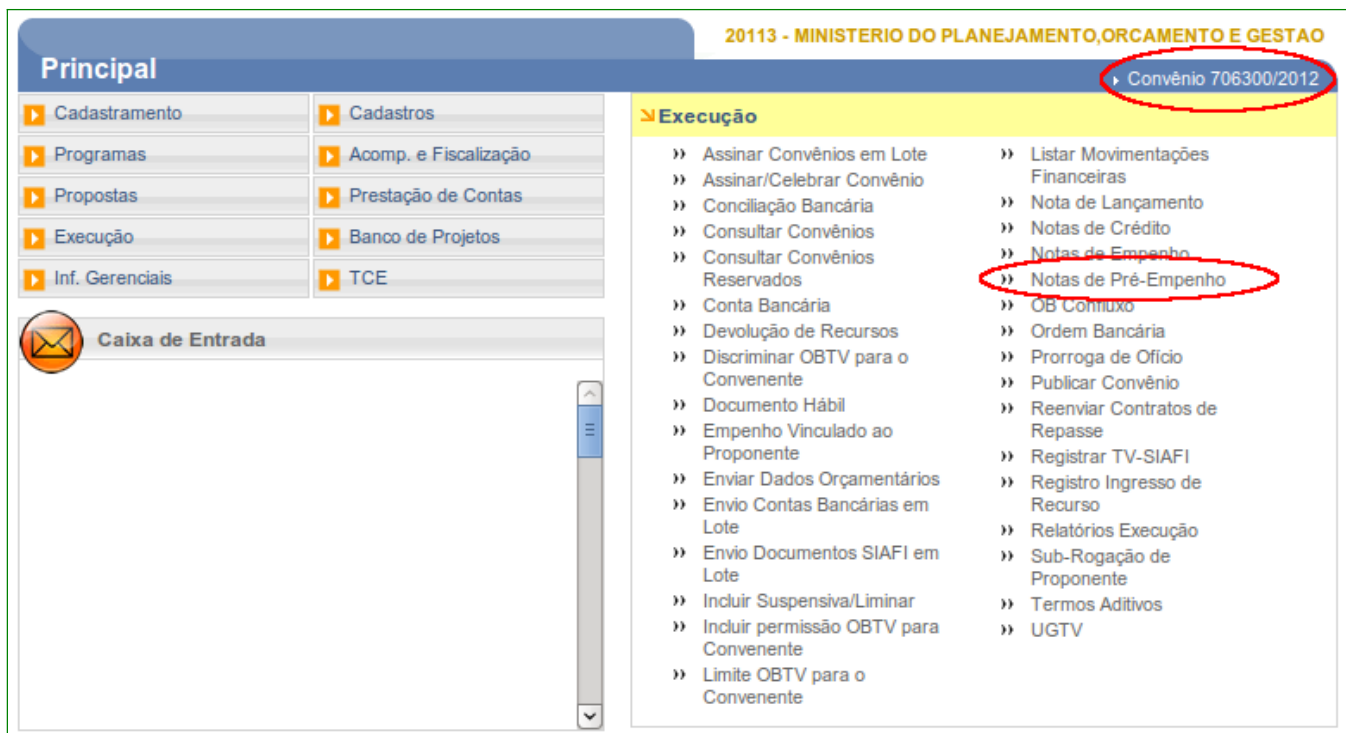 20113 - MINISTERIO DO PLANEJAMENTO,ORCAMENTO E GESTAO
Principal
Convênio 706300/2012
Cadastramento
Cadastros
Programas
Acomp. e Fiscalização
Propostas
Prestação de Contas
Execução
Banco de Projetos
Inf. Gerenciais
TCE
Caixa de Entrada
Execução
Assinar Convênios em Lote
Assinar/Celebrar Convênio
Conciliação Bancária
Consultar Convênios
Consultar Convênios
Reservados
Conta Bancária
Devolução de Recursos
Discriminar OBTV para o
Convenente
Documento Hábil
Empenho Vinculado ao
Proponente
Enviar Dados Orçamentários
Envio Contas Bancárias em
Lote
Envio Documentos SIAFI em
Lote
Incluir Suspensiva/Liminar
Incluir permissão OBTV para
Convenente
Limite OBTV para o
Convenente
Listar Movimentações
Financeiras
Nota de Lançamento
Notas de Crédito
Notas de Empenho
Notas de Pré-Empenho
OB Confluxo
Ordem Bancária
Prorroga de Ofício
Publicar Convênio
Reenviar Contratos de
Repasse
Registrar TV-SIAFI
Registro Ingresso de
Recurso
Relatórios Execução
Sub-Rogação de
Proponente
Termos Aditivos
UGTV